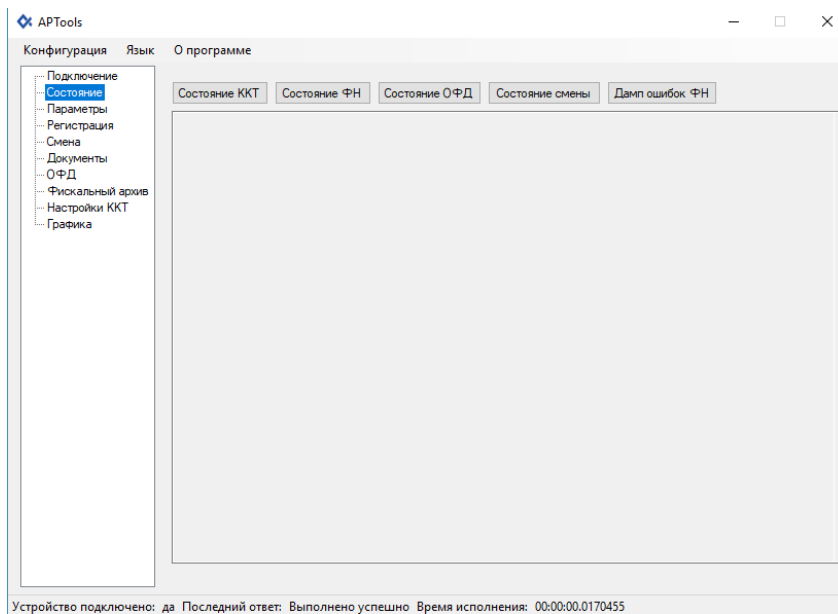 APTools
Конфигурация Язык О программе
Подключение
Состояние
Параметры
Регистрация
Смена
Документы
ОФД
Фискальный архив
Настройки ККТ
Графика
Состояние ККТ Состояние ФН Состояние ОФД Состояние смены Дамп ошибок ФН
Устройство подключено: да Последний ответ: Выполнено успешно Время исполнения: 00:00:00.0170455